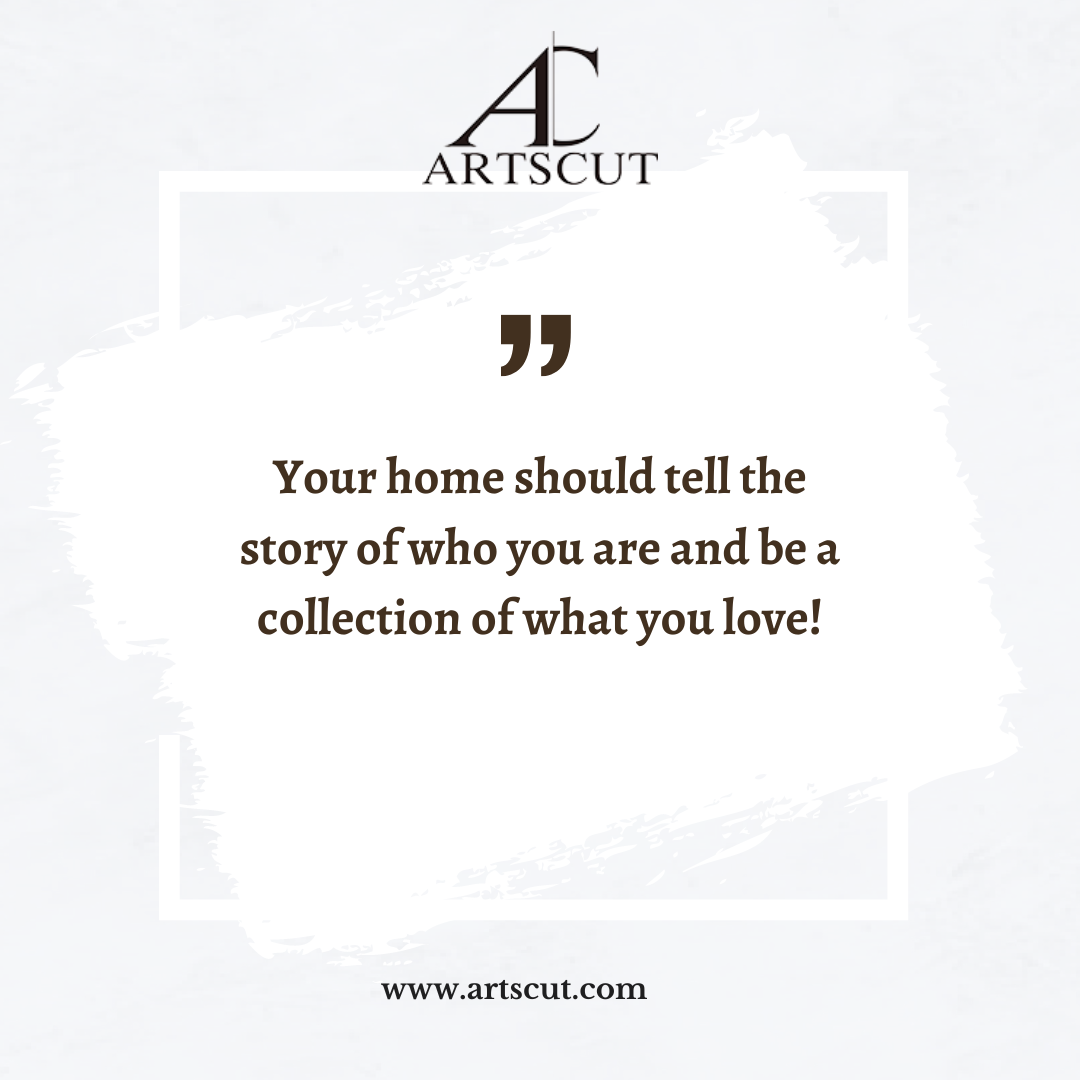 AC
ARTSCUT
”
Your home should tell the
story of who you are and be a
collection of what you love!
www.artscut.com